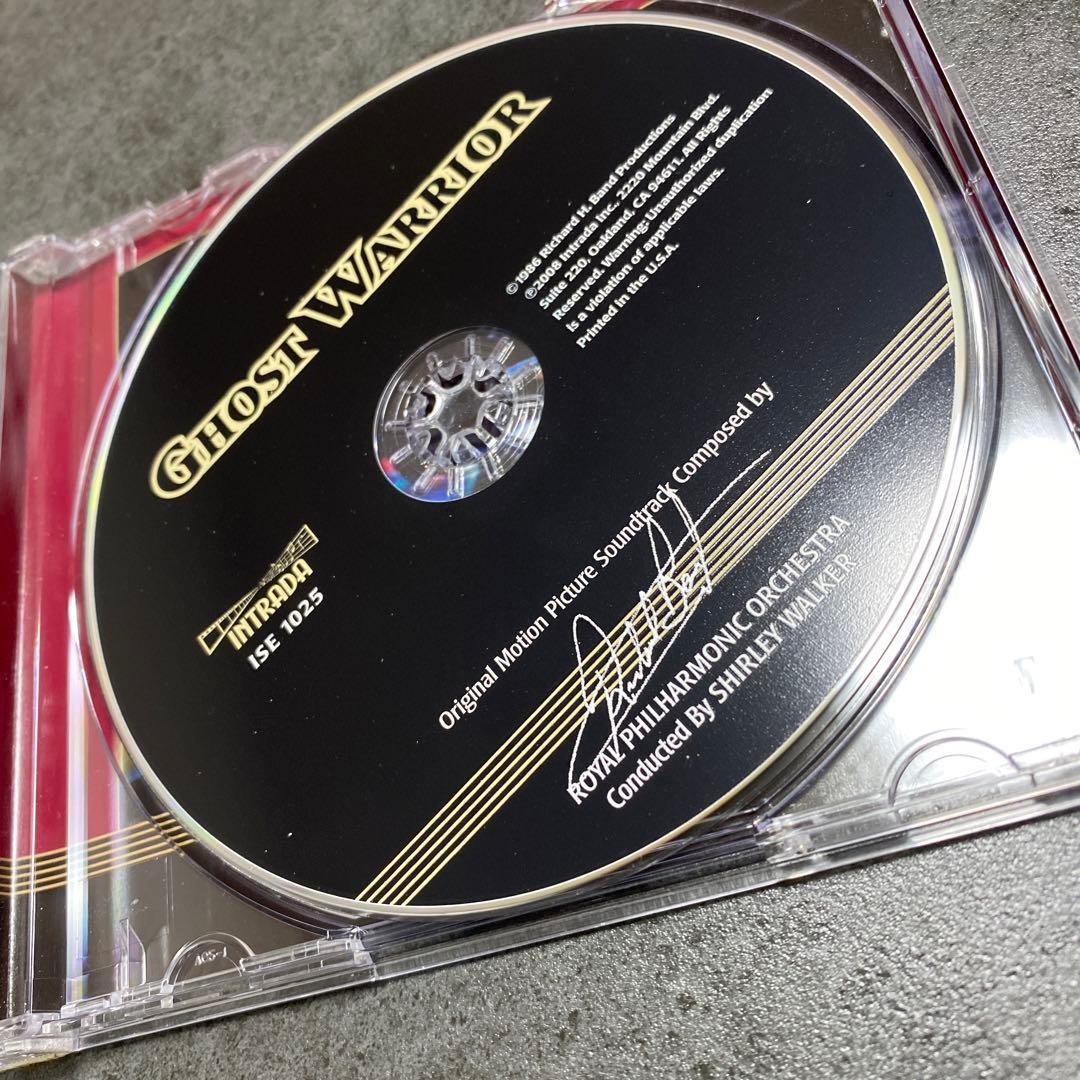 GHOST WARRIOR
©1986 Richard H. Band Productions
℗2008 Intrada Inc. 2220 Mountain Blvd.
Suite 220. Oakland, CA 94611. All Rights
Reserved. Warning: Unauthorized duplication
is a violation of applicable laws.
Printed in the U.S.A.
INTRADA
ISE 1025
Original Motion Picture Soundtrack Composed by
ROYAL PHILHARMONIC ORCHESTRA
Conducted By SHIRLEY WALKER